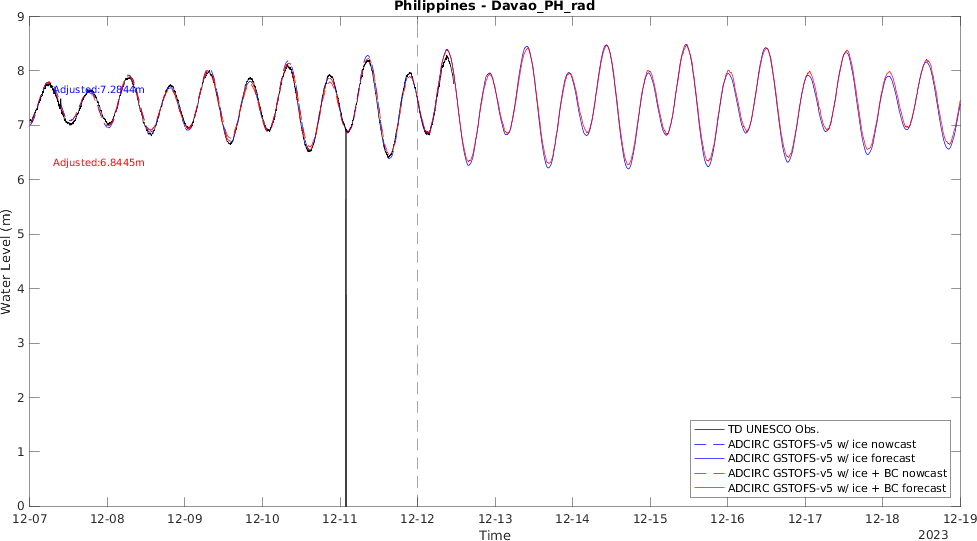 Philippines - Davao_PH_rad
9
8
7
6
5
4
3
2
1
0
Water Level (m)
Adjusted:7.2844m
Adjusted:6.8445m
TD UNESCO Obs.
ADCIRC GSTOFS-v5 w/ ice nowcast
ADCIRC GSTOFS-v5 w/ ice forecast
ADCIRC GSTOFS-v5 w/ ice + BC nowcast
ADCIRC GSTOFS-v5 w/ ice + BC forecast
12-07 12-08 12-09 12-10 12-11 12-12 12-13 12-14 12-15 12-16 12-17 12-18 12-19
Time
2023